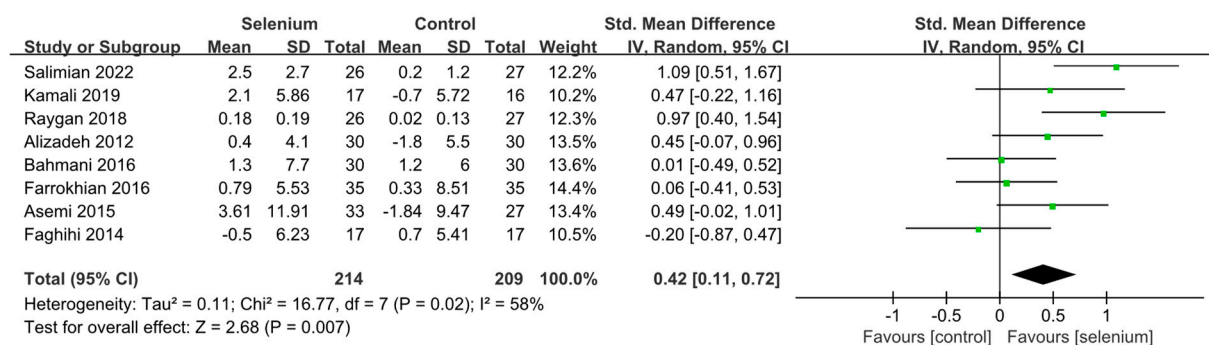 Selenium Control Std. Mean Difference Std. Mean Difference
Study or Subgroup Mean SD Total Mean SD Total Weight IV, Random, 95% CI IV, Random, 95% CI
Salimian 2022 2.5 2.7 26 0.2 1.2 27 12.2% 1.09 [0.51, 1.67]
Kamali 2019 2.1 5.86 17 -0.7 5.72 16 10.2% 0.47 [-0.22, 1.16]
Raygan 2018 0.18 0.19 26 0.02 0.13 27 12.3% 0.97 [0.40, 1.54]
Alizadeh 2012 0.4 4.1 30 -1.8 5.5 30 13.5% 0.45 [-0.07, 0.96]
Bahmani 2016 1.3 7.7 30 1.2 6 30 13.6% 0.01 [-0.49, 0.52]
Farrokhian 2016 0.79 5.53 35 0.33 8.51 35 14.4% 0.06 [-0.41, 0.53]
Asemi 2015 3.61 11.91 33 -1.84 9.47 27 13.4% 0.49 [-0.02, 1.01]
Faghihi 2014 -0.5 6.23 17 0.7 5.41 17 10.5% -0.20 [-0.87, 0.47]
Total (95% CI) 214 209 100.0% 0.42 [0.11, 0.72]
Heterogeneity: Tau² = 0.11; Chi² = 16.77, df = 7 (P = 0.02); I² = 58%
Test for overall effect: Z = 2.68 (P = 0.007)
-1 -0.5 0 0.5 1
Favours [control] Favours [selenium]